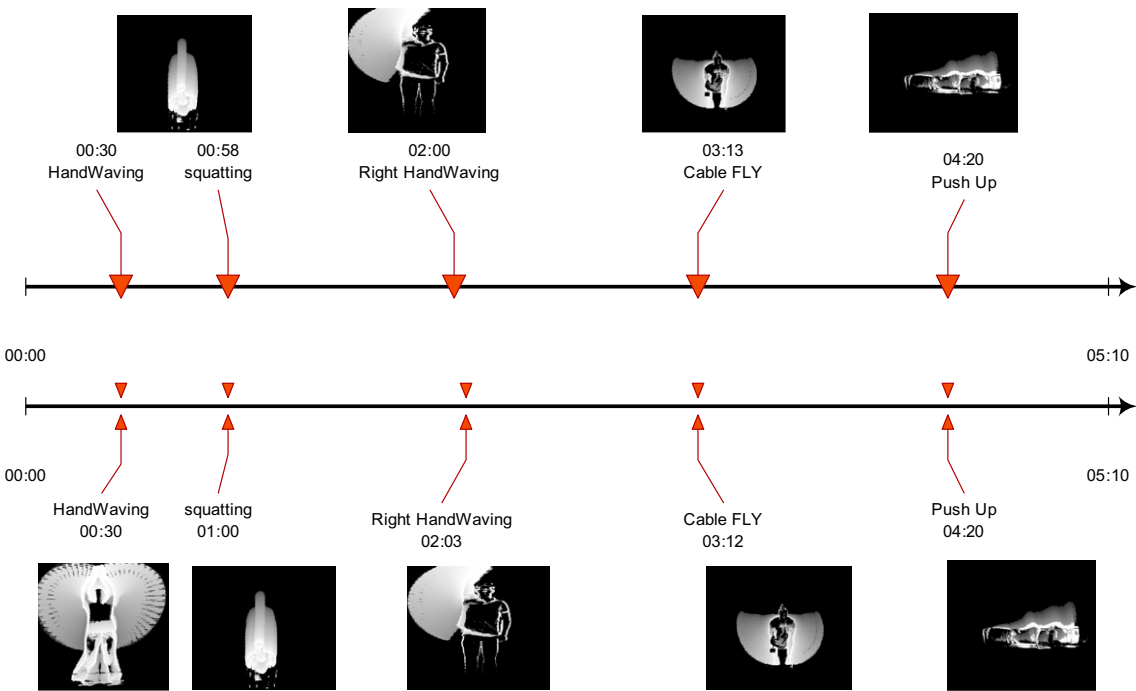 00:30
HandWaving
00:58
squatting
02:00
Right HandWaving
03:13
Cable FLY
04:20
Push Up
00:00
05:10
00:00
05:10
HandWaving
00:30
squatting
01:00
Right HandWaving
02:03
Cable FLY
03:12
Push Up
04:20